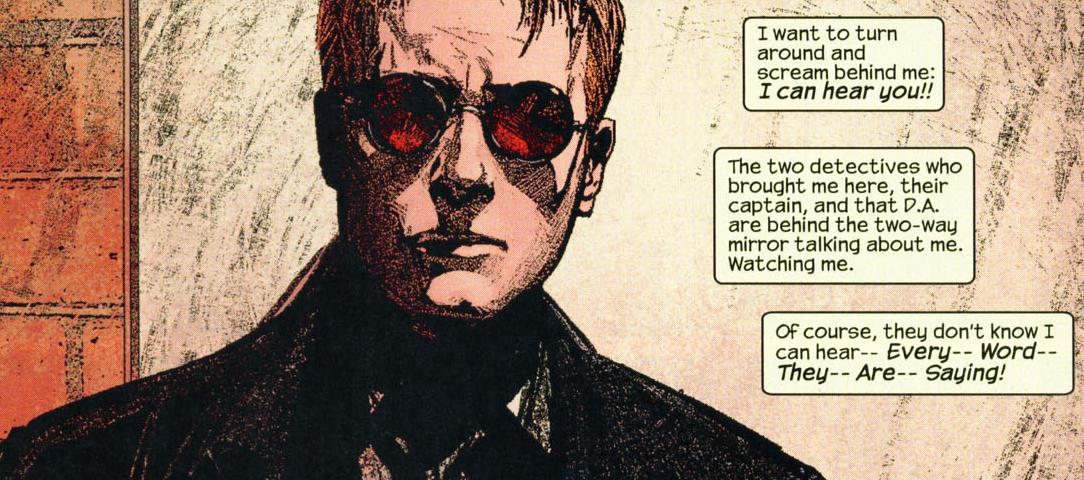 I want to turn
around and
scream behind me:
I can hear you!!
The two detectives who
brought me here, their
captain, and that D.A.
are behind the two-way
mirror talking about me.
Watching me.
Of course, they don't know I
can hear-- Every-- Word--
They-- Are-- Saying!